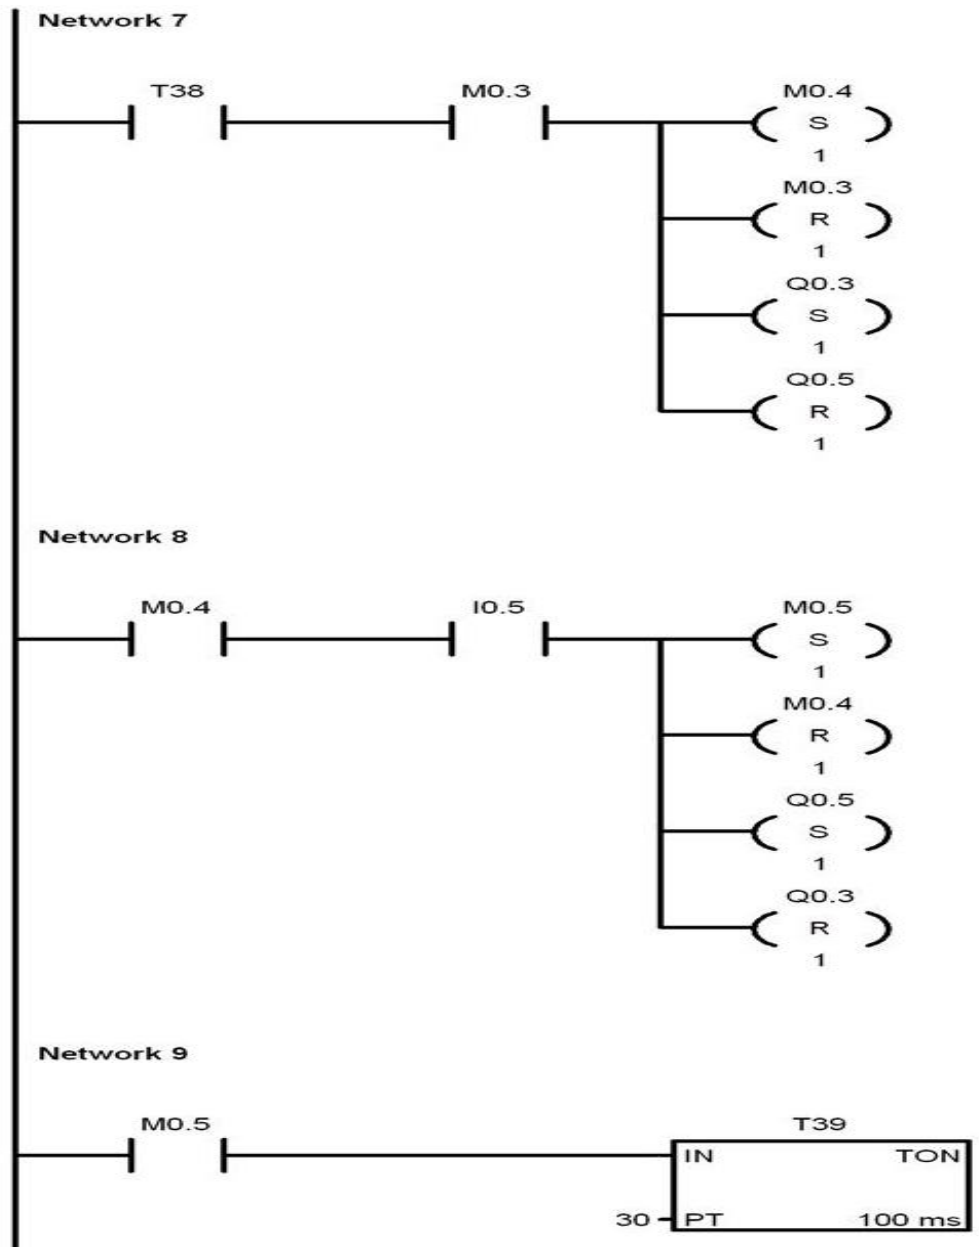 Network 7
T38 M0.3 M0.4
S
1
M0.3
R
1
Q0.3
S
1
Q0.5
R
1
Network 8
M0.4 I0.5 M0.5
S
1
M0.4
R
1
Q0.5
S
1
Q0.3
R
1
Network 9
M0.5 T39
IN TON
30 PT 100 ms